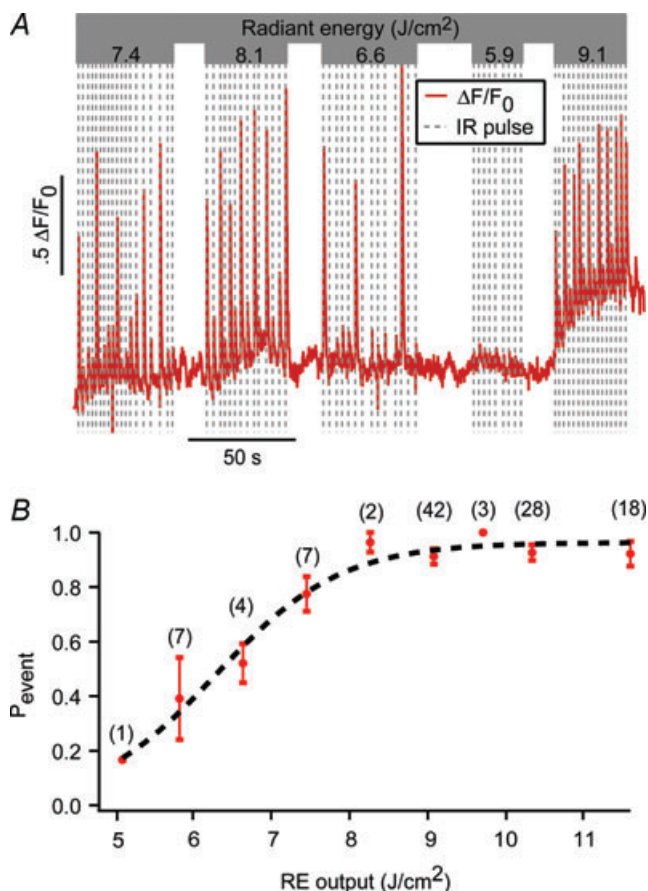 A
Radiant energy (J/cm²)
7.4 8.1 6.6 5.9 9.1
ΔF/F₀
IR pulse
.5 ΔF/F₀
50 s
B
(1) (7) (4) (7) (2) (42) (3) (28) (18)
1.0
0.8
0.6
0.4
0.2
0.0
Pevent
5 6 7 8 9 10 11
RE output (J/cm²)